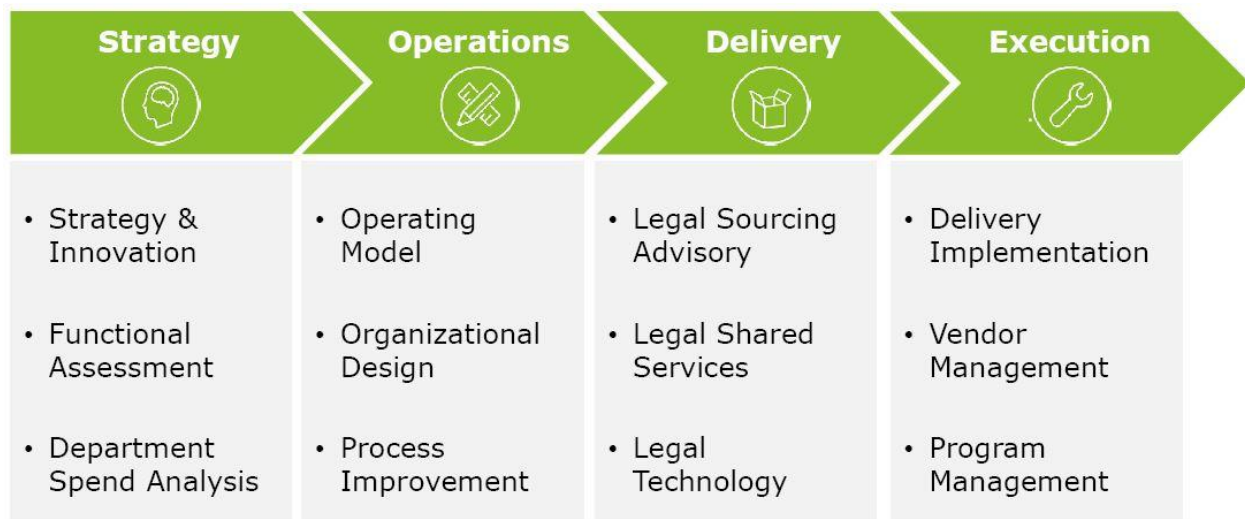 Strategy
Operations
Delivery
Execution
• Strategy &
Innovation
• Functional
Assessment
• Department
Spend Analysis
• Operating
Model
• Organizational
Design
• Process
Improvement
• Legal Sourcing
Advisory
• Legal Shared
Services
• Legal
Technology
• Delivery
Implementation
• Vendor
Management
• Program
Management